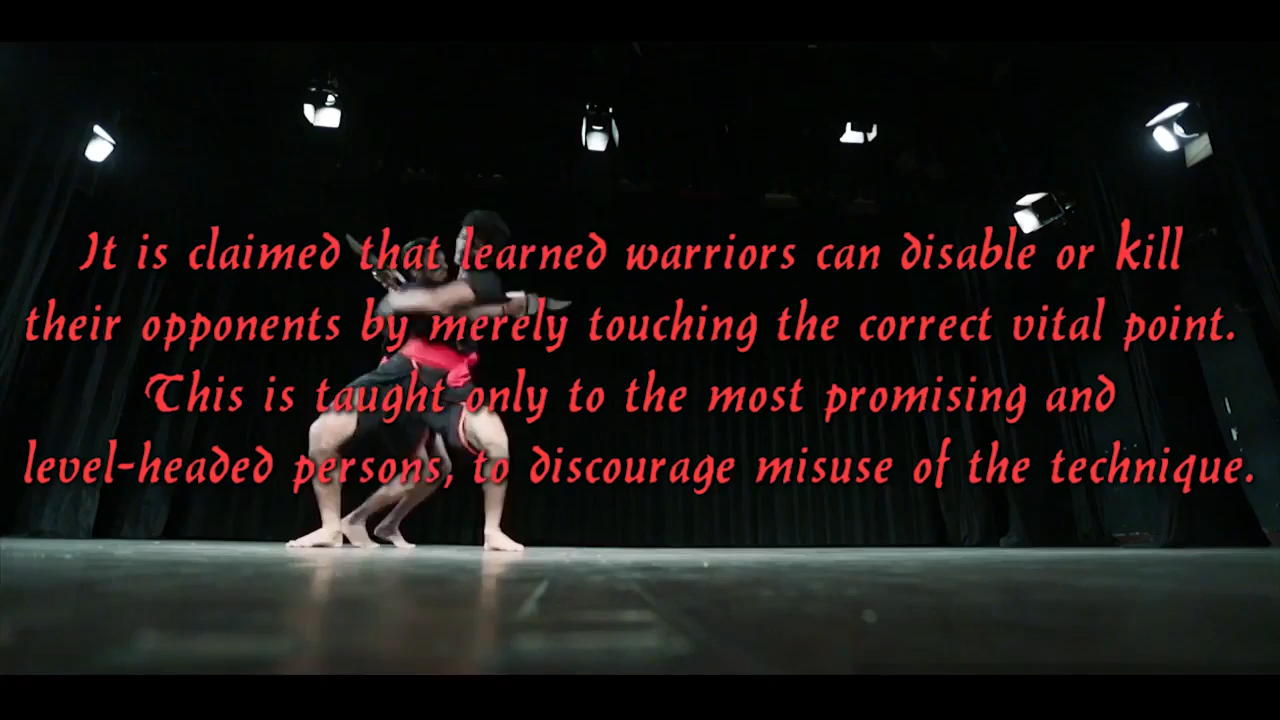 It is claimed that learned warriors can disable or kill
their opponents by merely touching the correct vital point.
This is taught only to the most promising and
level-headed persons, to discourage misuse of the technique.